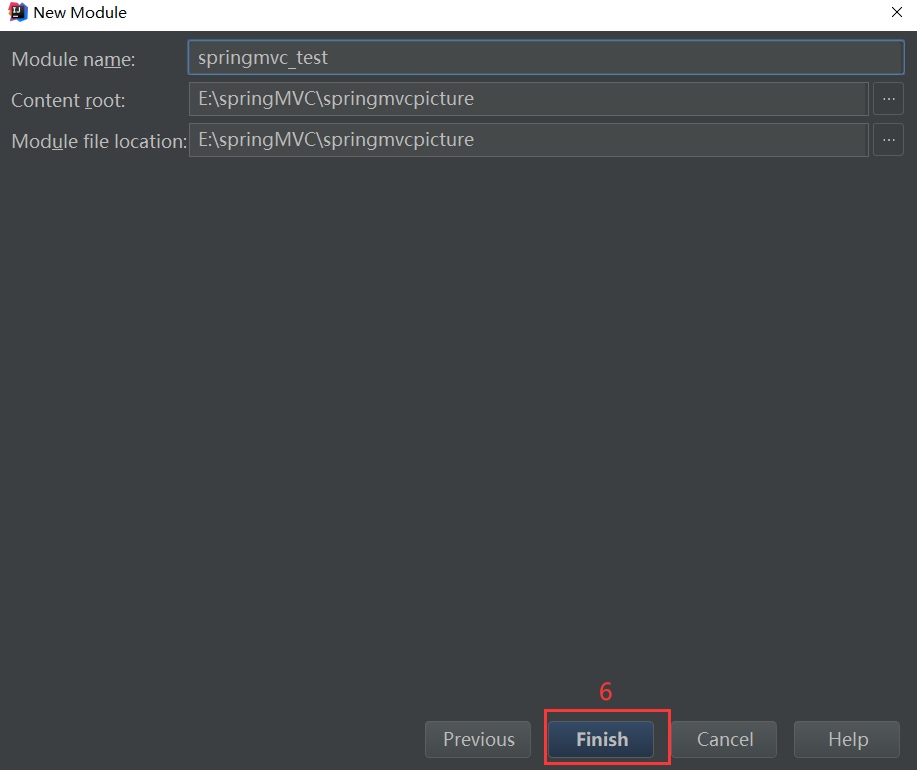 New Module
Module name: springmvc_test
Content root: E:\springMVC\springmvcpicture ...
Module file location: E:\springMVC\springmvcpicture ...
6
Previous Finish Cancel Help